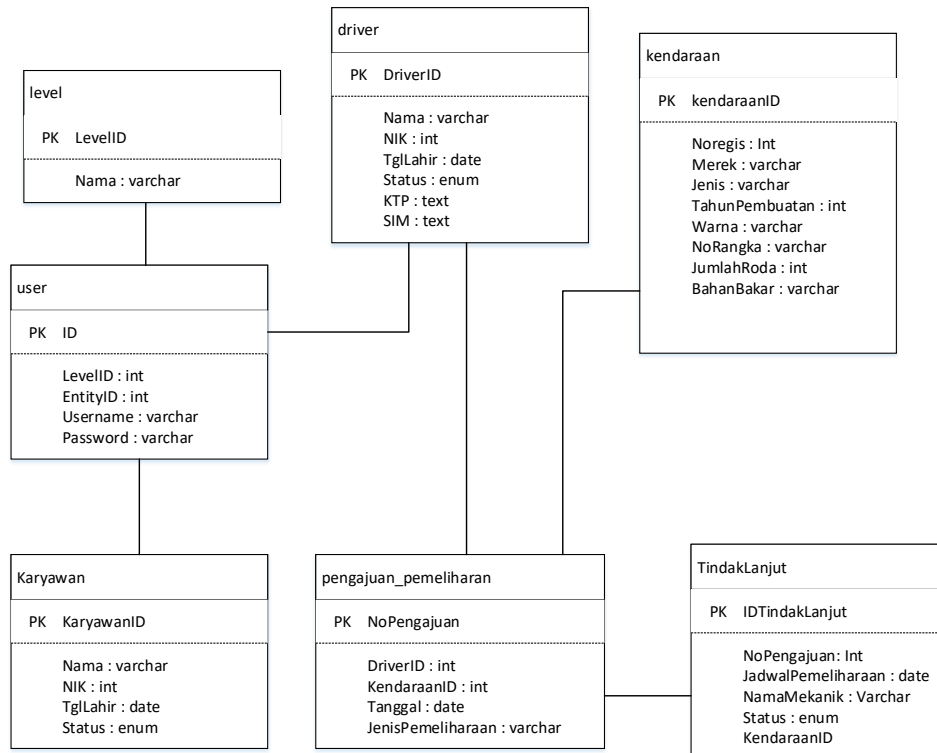 level
PK LevelID
Nama : varchar
driver
PK DriverID
Nama : varchar
NIK : int
TglLahir : date
Status : enum
KTP : text
SIM : text
kendaraan
PK kendaraanID
Noregis : Int
Merek : varchar
Jenis : varchar
TahunPembuatan : int
Warna : varchar
NoRangka : varchar
JumlahRoda : int
BahanBakar : varchar
user
PK ID
LevelID : int
EntityID : int
Username : varchar
Password : varchar
Karyawan
PK KaryawanID
Nama : varchar
NIK : int
TglLahir : date
Status : enum
pengajuan_pemeliharan
PK NoPengajuan
DriverID : int
KendaraanID : int
Tanggal : date
JenisPemeliharaan : varchar
TindakLanjut
PK IDTindakLanjut
NoPengajuan: Int
JadwalPemeliharaan : date
NamaMekanik : Varchar
Status : enum
KendaraanID